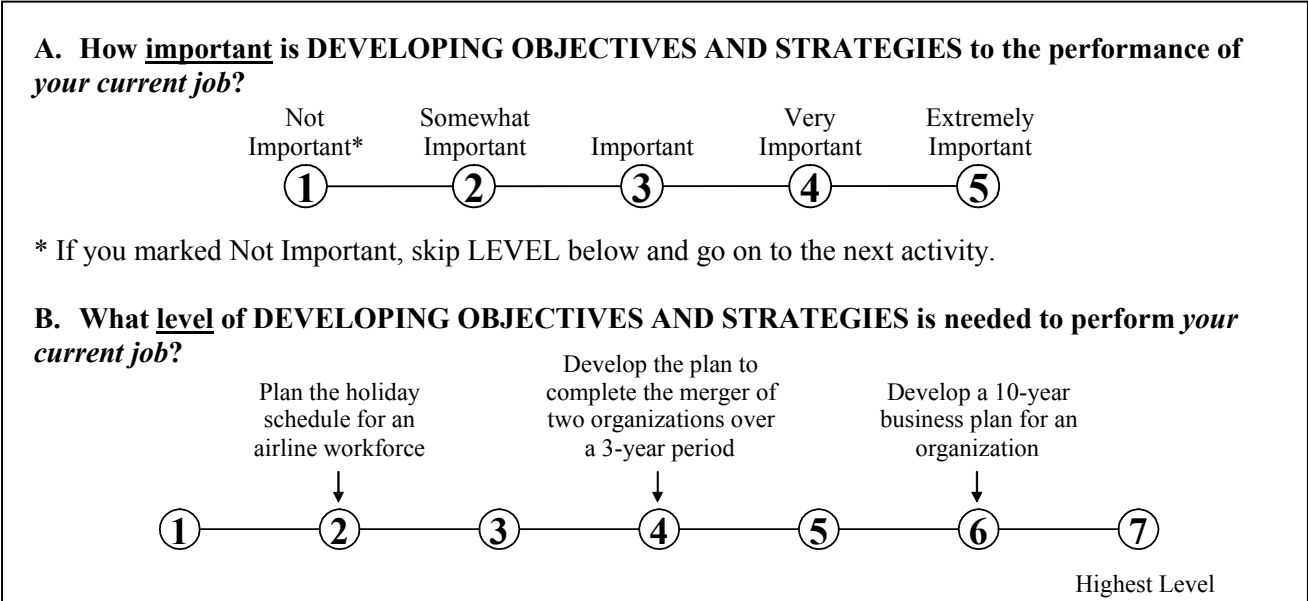 A. How important is DEVELOPING OBJECTIVES AND STRATEGIES to the performance of
your current job?
Not
Important*
Somewhat
Important
Important
Very
Important
Extremely
Important
1 2 3 4 5
* If you marked Not Important, skip LEVEL below and go on to the next activity.
B. What level of DEVELOPING OBJECTIVES AND STRATEGIES is needed to perform your
current job?
Plan the holiday
schedule for an
airline workforce
Develop the plan to
complete the merger of
two organizations over
a 3-year period
Develop a 10-year
business plan for an
organization
1 2 3 4 5 6 7
Highest Level